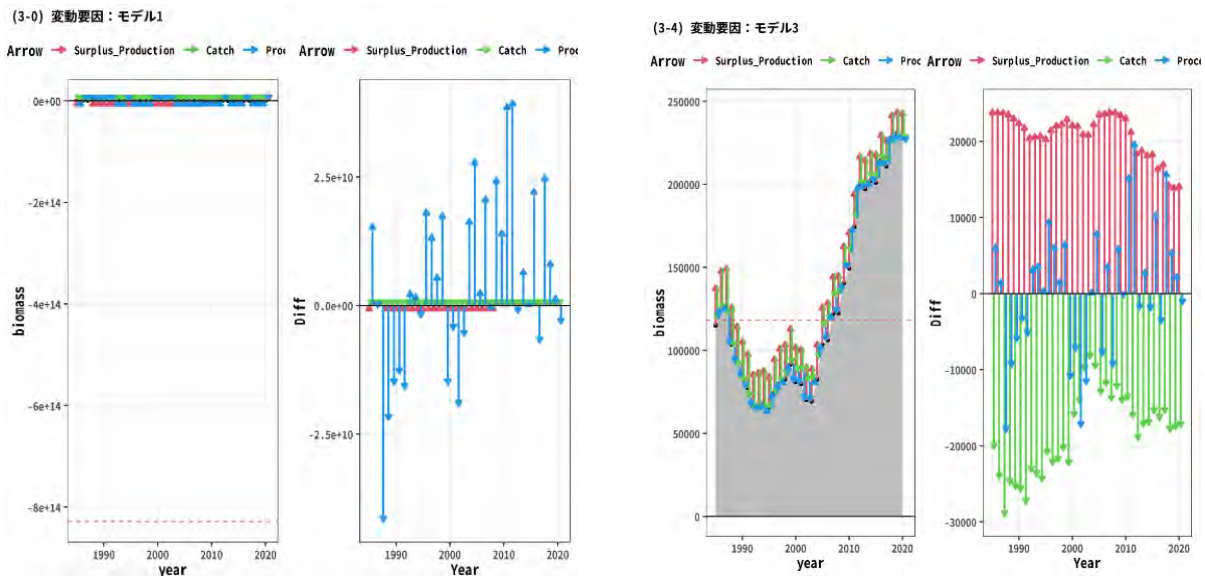 (3-0) 変動要因：モデル1
Arrow Surplus_Production Catch Proc
Arrow Surplus_Production Catch Proc
biomass
0e+00
-2e+14
-4e+14
-6e+14
-8e+14
1990 2000 2010 2020
year
Diff
2.5e+10
0.0e+00
-2.5e+10
1990 2000 2010 2020
Year
(3-4) 変動要因：モデル3
Arrow Surplus_Production Catch Proc
Arrow Surplus_Production Catch Proce
biomass
250000
200000
150000
100000
50000
0
1990 2000 2010 2020
year
Diff
20000
10000
0
-10000
-20000
-30000
1990 2000 2010 2020
Year